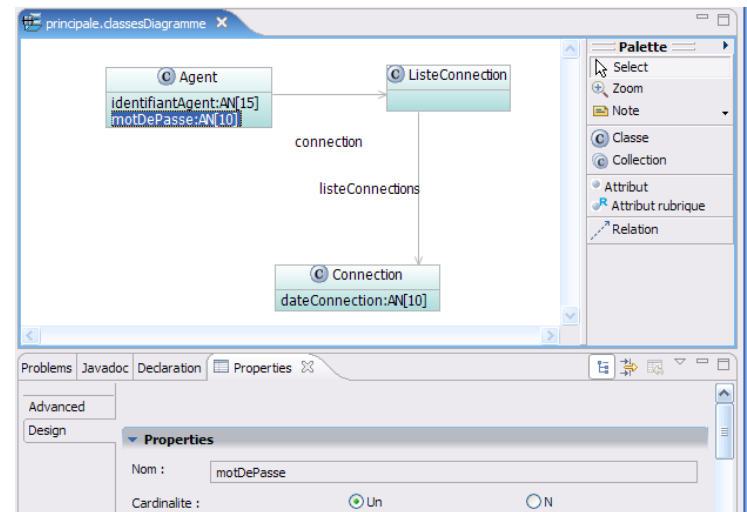 principale.classesDiagramme
Palette
Select
Zoom
Note
Classe
Collection
Attribut
Attribut rubrique
Relation
C Agent
identifiantAgent:AN[15]
motDePasse:AN[10]
C ListeConnection
connection
listeConnections
C Connection
dateConnection:AN[10]
Problems Javadoc Declaration Properties
Advanced
Design
Properties
Nom : motDePasse
Cardinalite : Un N